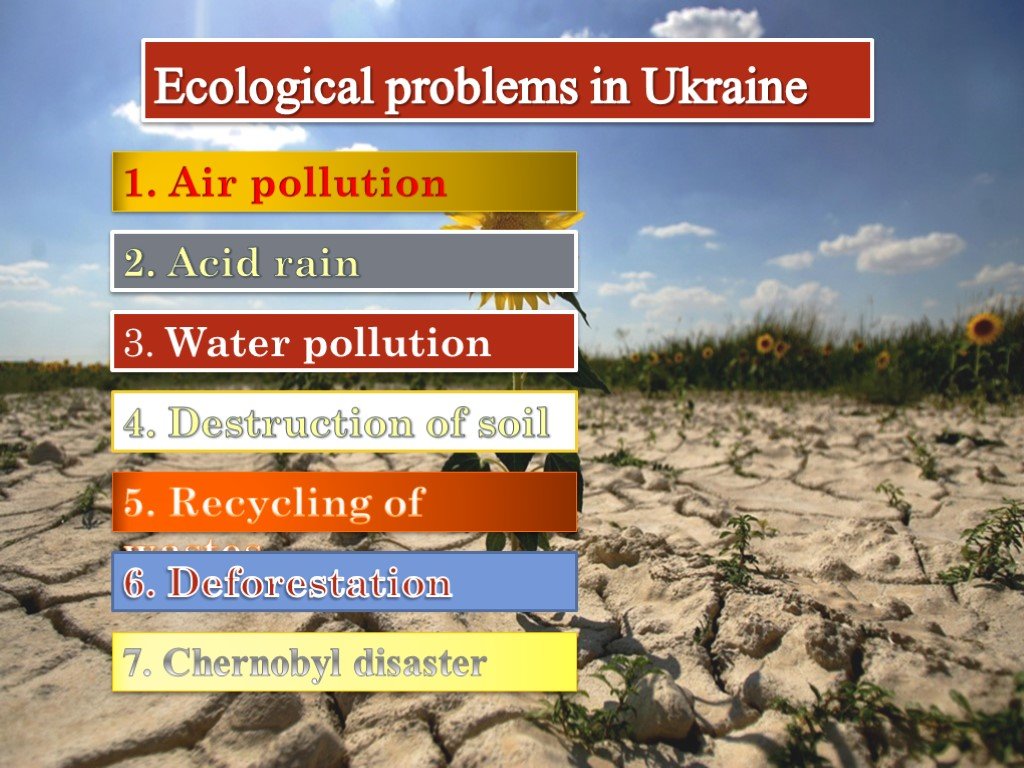 Ecological problems in Ukraine
1. Air pollution
2. Acid rain
3. Water pollution
4. Destruction of soil
5. Recycling of
wastes
6. Deforestation
7. Chernobyl disaster